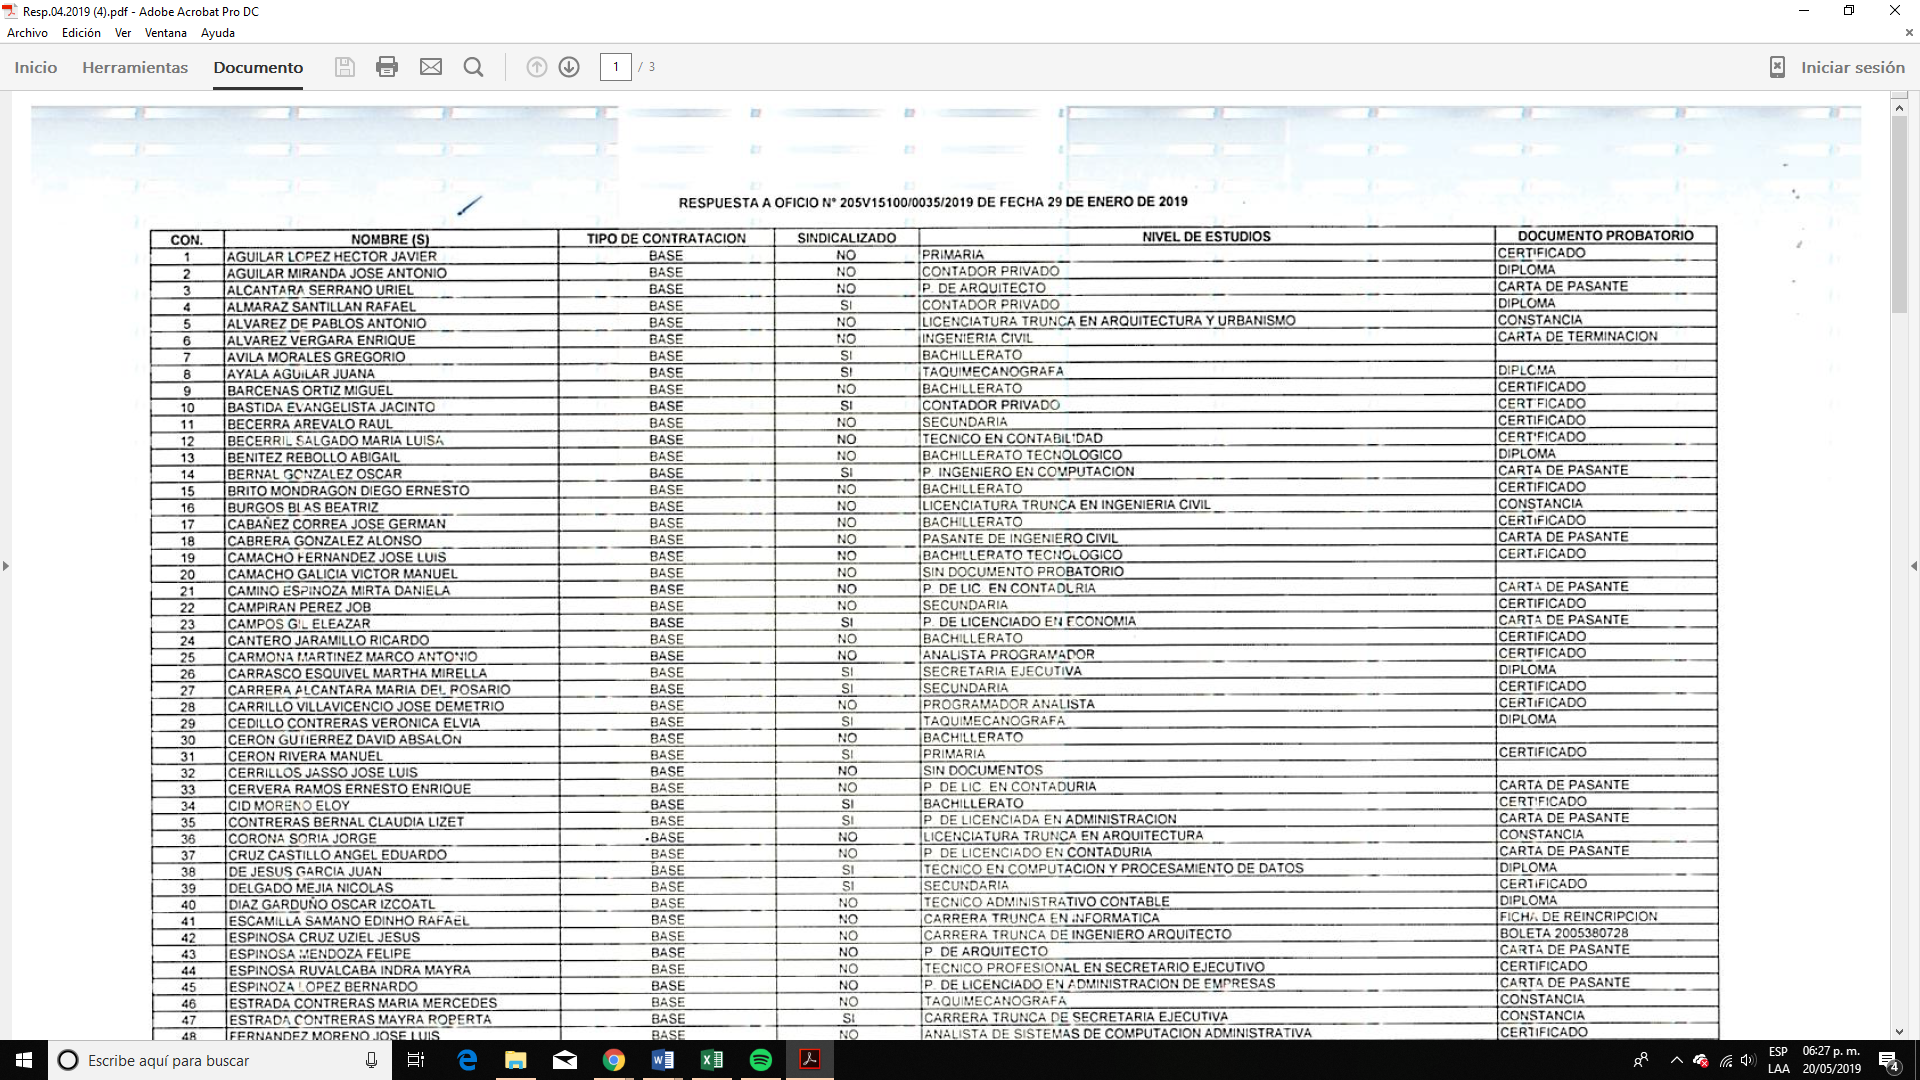 Resp.04.2019 (4).pdf - Adobe Acrobat Pro DC
Archivo Edición Ver Ventana Ayuda
Inicio Herramientas Documento 1 / 3 Iniciar sesión
RESPUESTA A OFICIO N° 205V15100/0035/2019 DE FECHA 29 DE ENERO DE 2019
CON. NOMBRE (S) TIPO DE CONTRATACION SINDICALIZADO NIVEL DE ESTUDIOS DOCUMENTO PROBATORIO
1 AGUILAR LOPEZ HECTOR JAVIER BASE NO PRIMARIA CERTIFICADO
2 AGUILAR MIRANDA JOSE ANTONIO BASE NO CONTADOR PRIVADO DIPLOMA
3 ALCANTARA SERRANO URIEL BASE NO P. DE ARQUITECTO CARTA DE PASANTE
4 ALMARAZ SANTILLAN RAFAEL BASE SI CONTADOR PRIVADO DIPLOMA
5 ALVAREZ DE PABLOS ANTONIO BASE NO LICENCIATURA TRUNCA EN ARQUITECTURA Y URBANISMO CONSTANCIA
6 ALVAREZ VERGARA ENRIQUE BASE NO INGENIERIA CIVIL CARTA DE TERMINACION
7 AVILA MORALES GREGORIO BASE SI BACHILLERATO
8 AYALA AGUILAR JUANA BASE SI TAQUIMECANOGRAFA DIPLOMA
9 BARCENAS ORTIZ MIGUEL BASE NO BACHILLERATO CERTIFICADO
10 BASTIDA EVANGELISTA JACINTO BASE SI CONTADOR PRIVADO CERTIFICADO
11 BECERRA AREVALO RAUL BASE NO SECUNDARIA CERTIFICADO
12 BECERRIL SALGADO MARIA LUISA BASE NO TECNICO EN CONTABILIDAD CERTIFICADO
13 BENITEZ REBOLLO ABIGAIL BASE NO BACHILLERATO TECNOLOGICO DIPLOMA
14 BERNAL GONZALEZ OSCAR BASE SI P. INGENIERO EN COMPUTACION CARTA DE PASANTE
15 BRITO MONDRAGON DIEGO ERNESTO BASE NO BACHILLERATO CERTIFICADO
16 BURGOS BLAS BEATRIZ BASE NO LICENCIATURA TRUNCA EN INGENIERIA CIVIL CONSTANCIA
17 CABAÑEZ CORREA JOSE GERMAN BASE NO BACHILLERATO CERTIFICADO
18 CABRERA GONZALEZ ALONSO BASE NO PASANTE DE INGENIERO CIVIL CARTA DE PASANTE
19 CAMACHO FERNANDEZ JOSE LUIS BASE NO BACHILLERATO TECNOLOGICO CERTIFICADO
20 CAMACHO GALICIA VICTOR MANUEL BASE NO SIN DOCUMENTO PROBATORIO
21 CAMINO ESPINOZA MIRTA DANIELA BASE NO P. DE LIC. EN CONTADURIA CARTA DE PASANTE
22 CAMPIRAN PEREZ JOB BASE NO SECUNDARIA CERTIFICADO
23 CAMPOS GIL ELEAZAR BASE SI P. DE LICENCIADO EN ECONOMIA CARTA DE PASANTE
24 CANTERO JARAMILLO RICARDO BASE NO BACHILLERATO CERTIFICADO
25 CARMONA MARTINEZ MARCO ANTONIO BASE NO ANALISTA PROGRAMADOR CERTIFICADO
26 CARRASCO ESQUIVEL MARTHA MIRELLA BASE SI SECRETARIA EJECUTIVA DIPLOMA
27 CARRERA ALCANTARA MARIA DEL ROSARIO BASE SI SECUNDARIA CERTIFICADO
28 CARRILLO VILLAVICENCIO JOSE DEMETRIO BASE NO PROGRAMADOR ANALISTA CERTIFICADO
29 CEDILLO CONTRERAS VERONICA ELVIA BASE SI TAQUIMECANOGRAFA DIPLOMA
30 CERON GUTIERREZ DAVID ABSALON BASE NO BACHILLERATO
31 CERON RIVERA MANUEL BASE SI PRIMARIA CERTIFICADO
32 CERRILLOS JASSO JOSE LUIS BASE NO SIN DOCUMENTOS
33 CERVERA RAMOS ERNESTO ENRIQUE BASE NO P DE LIC. EN CONTADURIA CARTA DE PASANTE
34 CID MORENO ELOY BASE SI BACHILLERATO CERTIFICADO
35 CONTRERAS BERNAL CLAUDIA LIZET BASE SI P DE LICENCIADA EN ADMINISTRACION CARTA DE PASANTE
36 CORONA SORIA JORGE BASE NO LICENCIATURA TRUNCA EN ARQUITECTURA CONSTANCIA
37 CRUZ CASTILLO ANGEL EDUARDO BASE NO P DE LICENCIADO EN CONTADURIA CARTA DE PASANTE
38 DE JESUS GARCIA JUAN BASE SI TECNICO EN COMPUTACION Y PROCESAMIENTO DE DATOS DIPLOMA
39 DELGADO MEJIA NICOLAS BASE SI SECUNDARIA CERTIFICADO
40 DIAZ GARDUÑO OSCAR IZCOATL BASE NO TECNICO ADMINISTRATIVO CONTABLE DIPLOMA
41 ESCAMILLA SAMANO EDINHO RAFAEL BASE NO CARRERA TRUNCA EN INFORMATICA FICHA DE REINCRIPCION
42 ESPINOSA CRUZ UZIEL JESUS BASE NO CARRERA TRUNCA DE INGENIERO ARQUITECTO BOLETA 2005380728
43 ESPINOSA MENDOZA FELIPE BASE NO P DE ARQUITECTO CARTA DE PASANTE
44 ESPINOSA RUVALCABA INDRA MAYRA BASE NO TECNICO PROFESIONAL EN SECRETARIO EJECUTIVO CERTIFICADO
45 ESPINOZA LOPEZ BERNARDO BASE NO P. DE LICENCIADO EN ADMINISTRACION DE EMPRESAS CARTA DE PASANTE
46 ESTRADA CONTRERAS MARIA MERCEDES BASE NO TAQUIMECANOGRAFA CONSTANCIA
47 ESTRADA CONTRERAS MAYRA ROBERTA BASE SI CARRERA TRUNCA DE SECRETARIA EJECUTIVA CONSTANCIA
48 FERNANDEZ MORENO JOSE LUIS BASE NO ANALISTA DE SISTEMAS DE COMPUTACION ADMINISTRATIVA CERTIFICADO
Escribe aquí para buscar
ESP 06:27 p. m.
LAA 20/05/2019 4